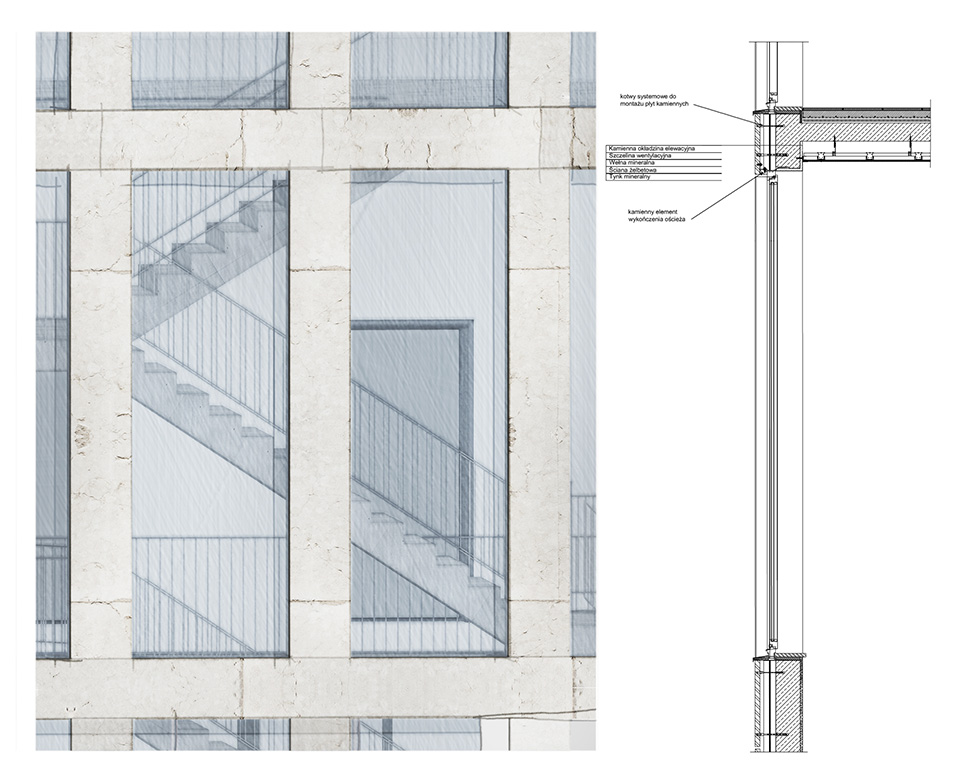 kotwy systemowe do
montażu płyt kamiennych
Kamienna okładzina elewacyjna
Szczelina wentylacyjna
Wełna mineralna
Ściana żelbetowa
Tynk mineralny
kamienny element
wykończenia ościeża